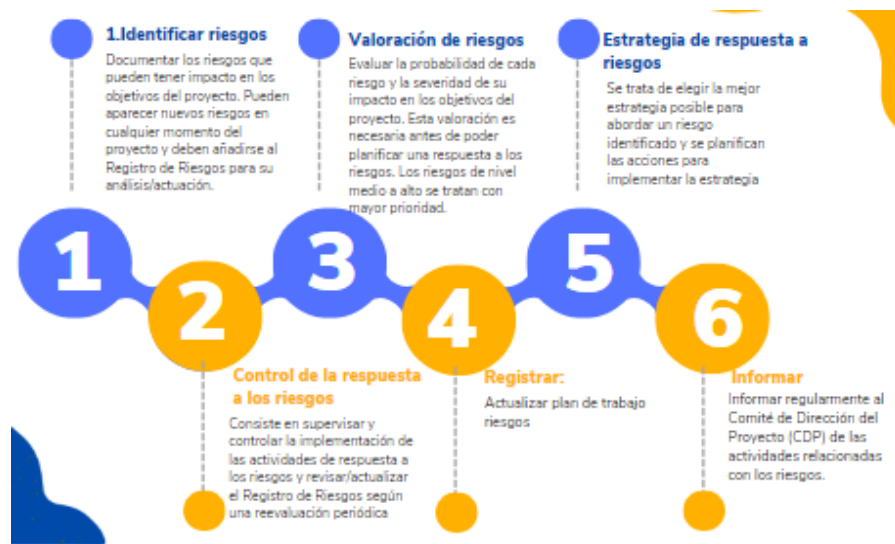 1.Identificar riesgos
Documentar los riesgos que
pueden tener impacto en los
objetivos del proyecto. Pueden
aparecer nuevos riesgos en
cualquier momento del
proyecto y deben añadirse al
Registro de Riesgos para su
análisis/actuación.
Valoración de riesgos
Evaluar la probabilidad de cada
riesgo y la severidad de su
impacto en los objetivos del
proyecto. Esta valoración es
necesaria antes de poder
planificar una respuesta a los
riesgos. Los riesgos de nivel
medio a alto se tratan con
mayor prioridad.
Estrategia de respuesta a
riesgos
Se trata de elegir la mejor
estrategia posible para
abordar un riesgo
identificado y se planifican
las acciones para
implementar la estrategia
1
2
3
4
5
6
Control de la respuesta
a los riesgos
Consiste en supervisar y
controlar la implementación de
las actividades de respuesta a
los riesgos y revisar/actualizar
el Registro de Riesgos según
una reevaluación periódica
Registrar:
Actualizar plan de trabajo
riesgos
Informar
Informar regularmente al
Comité de Dirección del
Proyecto (CDP) de las
actividades relacionadas
con los riesgos.